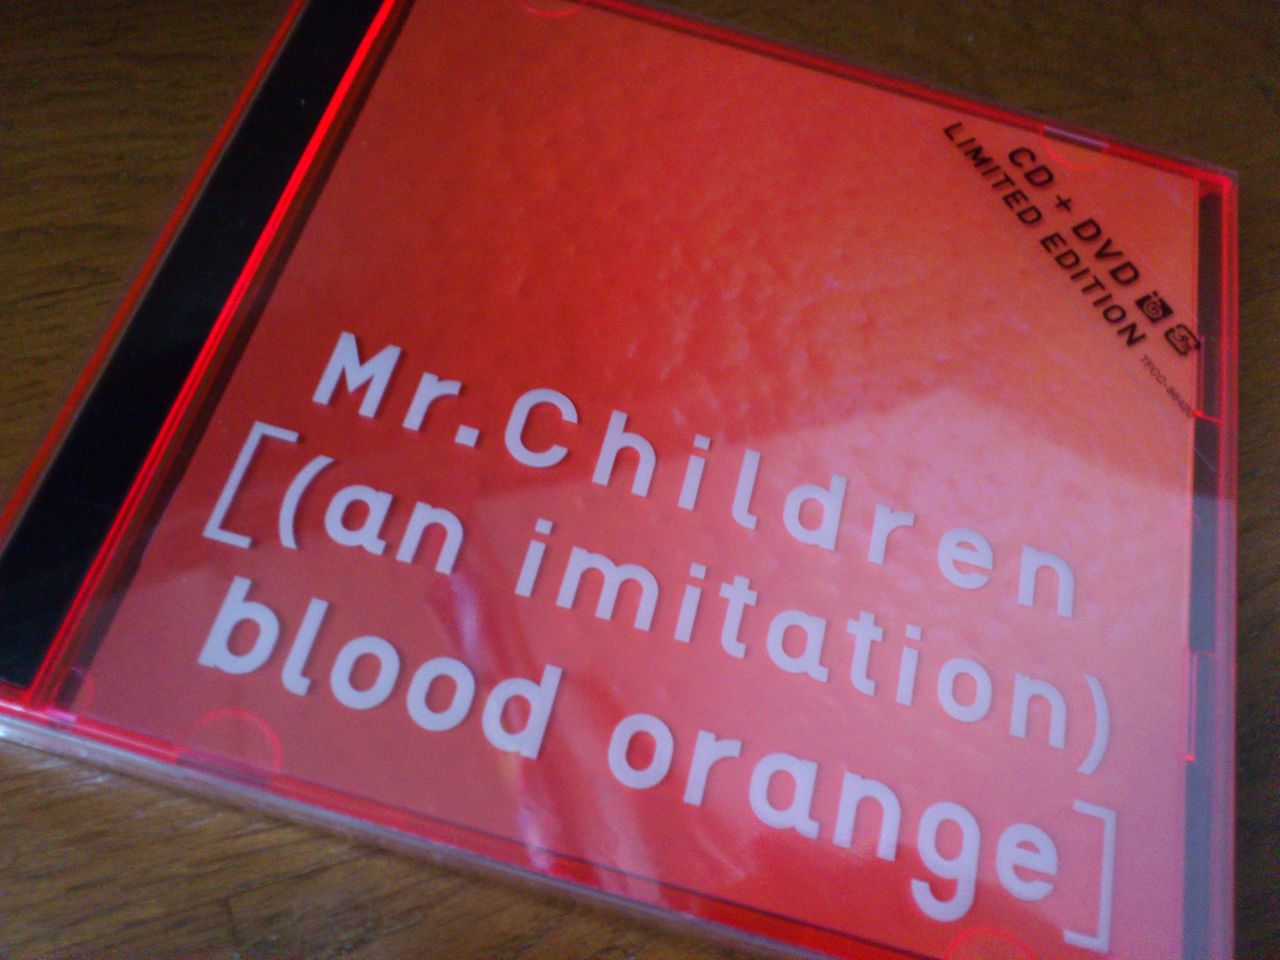 CD + DVD
LIMITED EDITION
Mr.Children
[(an imitation)
blood orange]